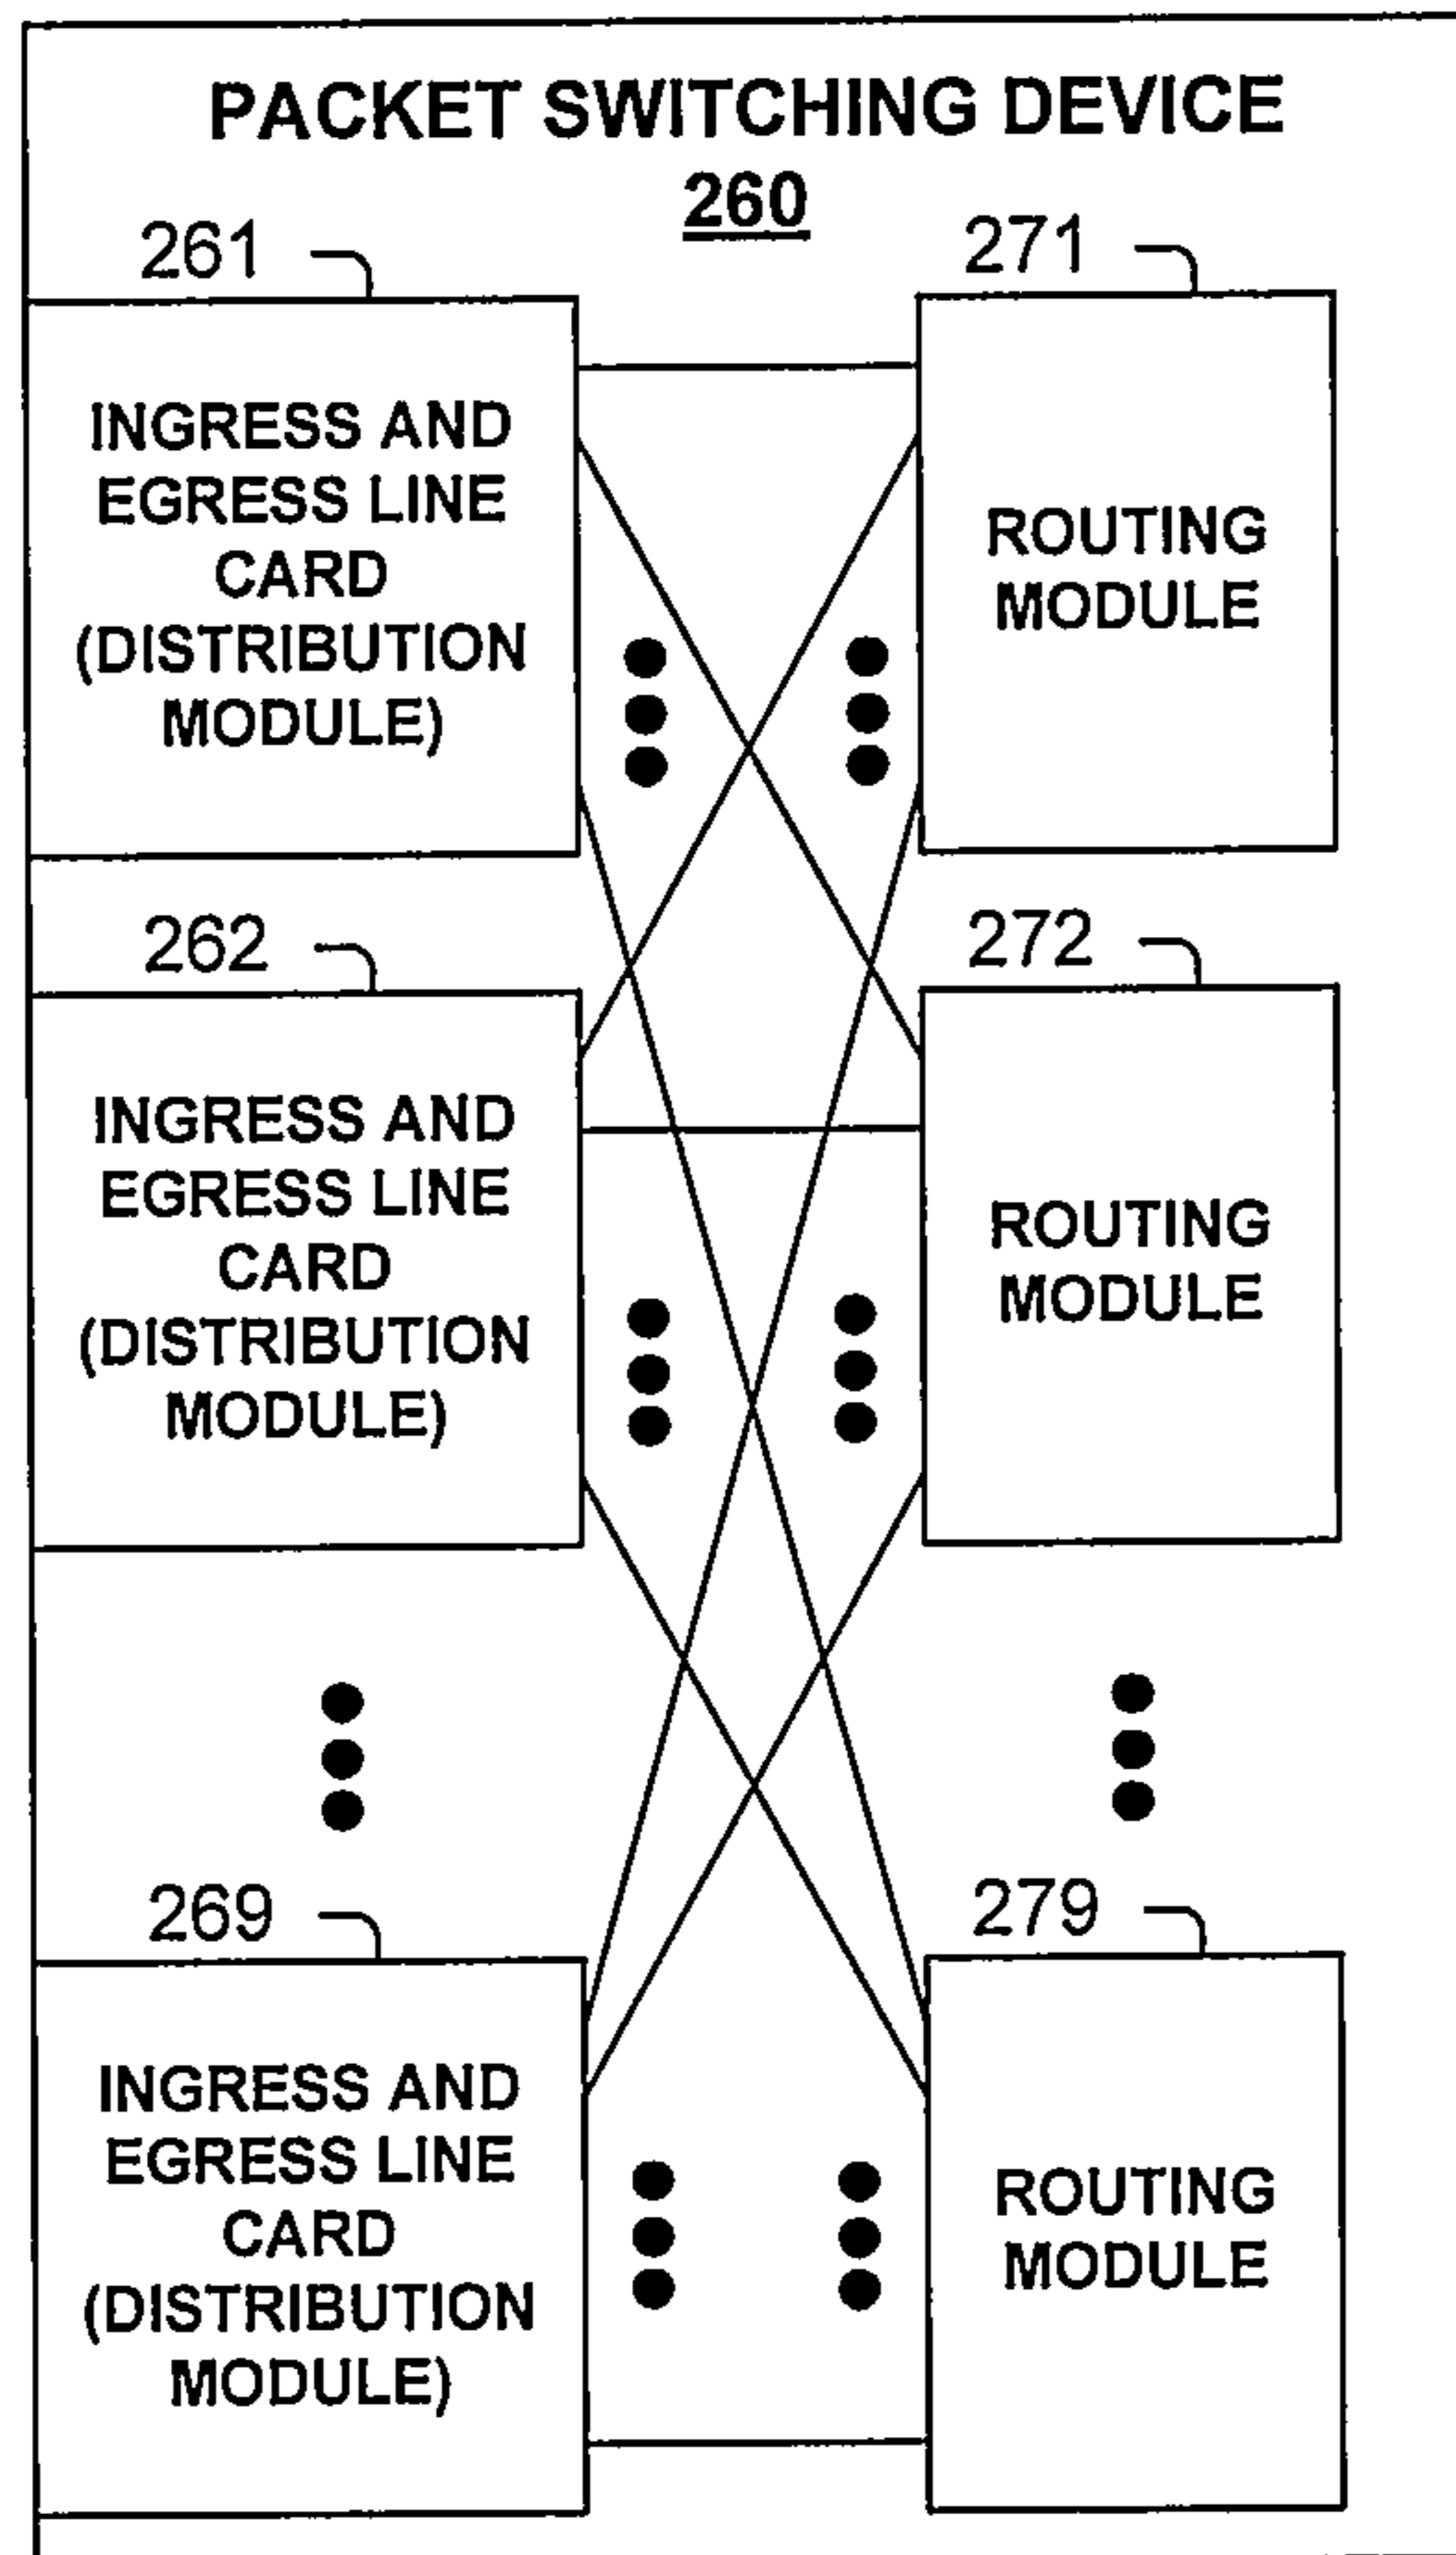 PACKET SWITCHING DEVICE
260
261
271
INGRESS AND
EGRESS LINE
CARD
(DISTRIBUTION
MODULE)
ROUTING
MODULE
262
272
INGRESS AND
EGRESS LINE
CARD
(DISTRIBUTION
MODULE)
ROUTING
MODULE
269
279
INGRESS AND
EGRESS LINE
CARD
(DISTRIBUTION
MODULE)
ROUTING
MODULE